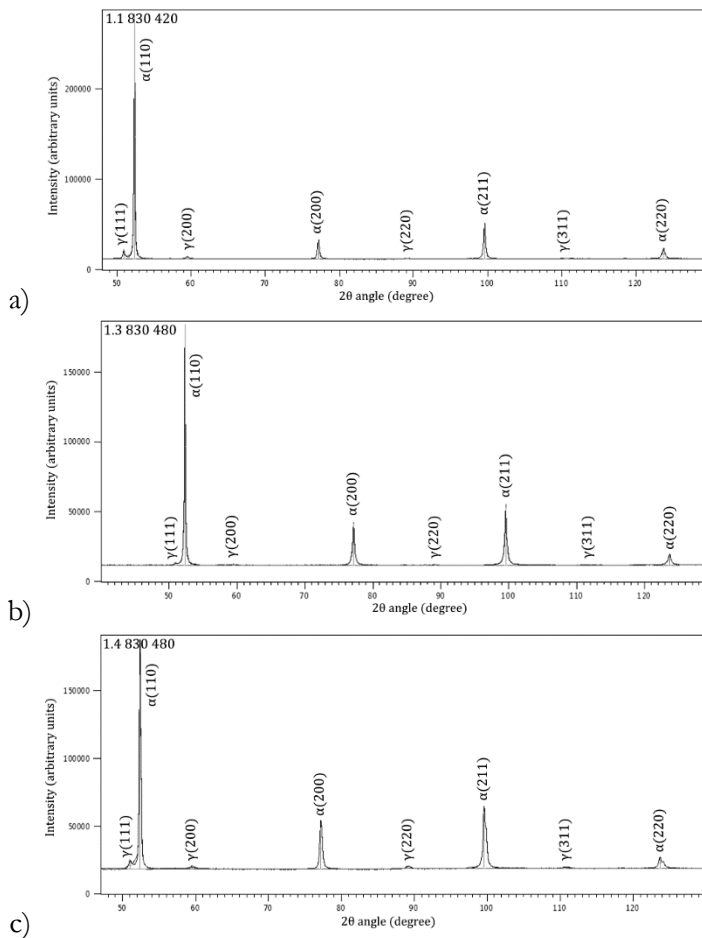 1.1 830 420
Intensity (arbitrary units)
200000
100000
0
γ(111)
α(110)
γ(200)
α(200)
γ(220)
α(211)
γ(311)
α(220)
50 60 70 80 90 100 110 120
2θ angle (degree)
a)
1.3 830 480
Intensity (arbitrary units)
150000
100000
50000
0
γ(111)
α(110)
γ(200)
α(200)
γ(220)
α(211)
γ(311)
α(220)
50 60 70 80 90 100 110 120
2θ angle (degree)
b)
1.4 830 480
Intensity (arbitrary units)
150000
100000
50000
0
γ(111)
α(110)
γ(200)
α(200)
γ(220)
α(211)
γ(311)
α(220)
50 60 70 80 90 100 110 120
2θ angle (degree)
c)